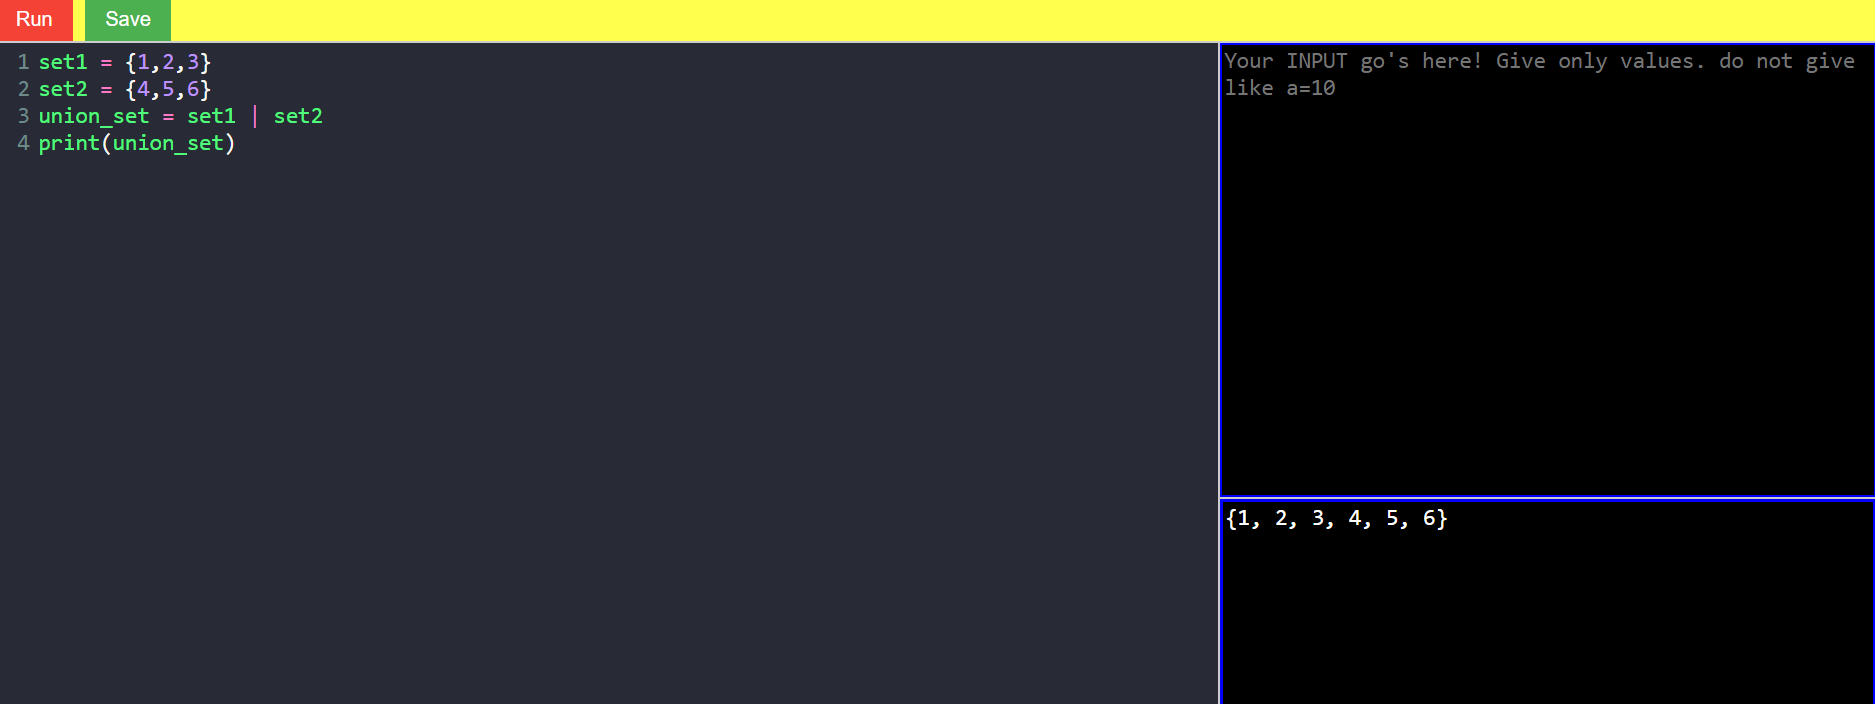 Run Save
1 set1 = {1,2,3}
2 set2 = {4,5,6}
3 union_set = set1 | set2
4 print(union_set)
Your INPUT go's here! Give only values. do not give
like a=10
{1, 2, 3, 4, 5, 6}